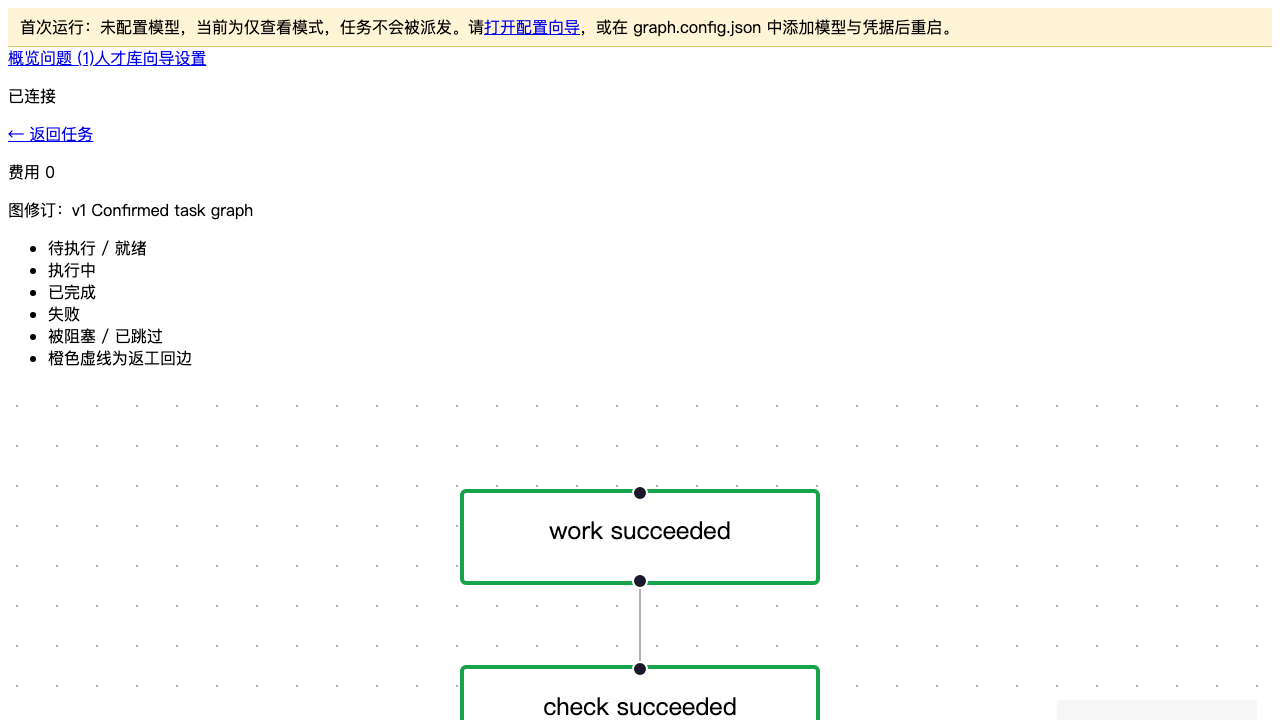 首次运行：未配置模型，当前为仅查看模式，任务不会被派发。请打开配置向导，或在 graph.config.json 中添加模型与凭据后重启。
概览问题 (1)人才库向导设置
已连接
← 返回任务
费用 0
图修订：v1 Confirmed task graph
待执行 / 就绪
执行中
已完成
失败
被阻塞 / 已跳过
橙色虚线为返工回边
work succeeded
check succeeded